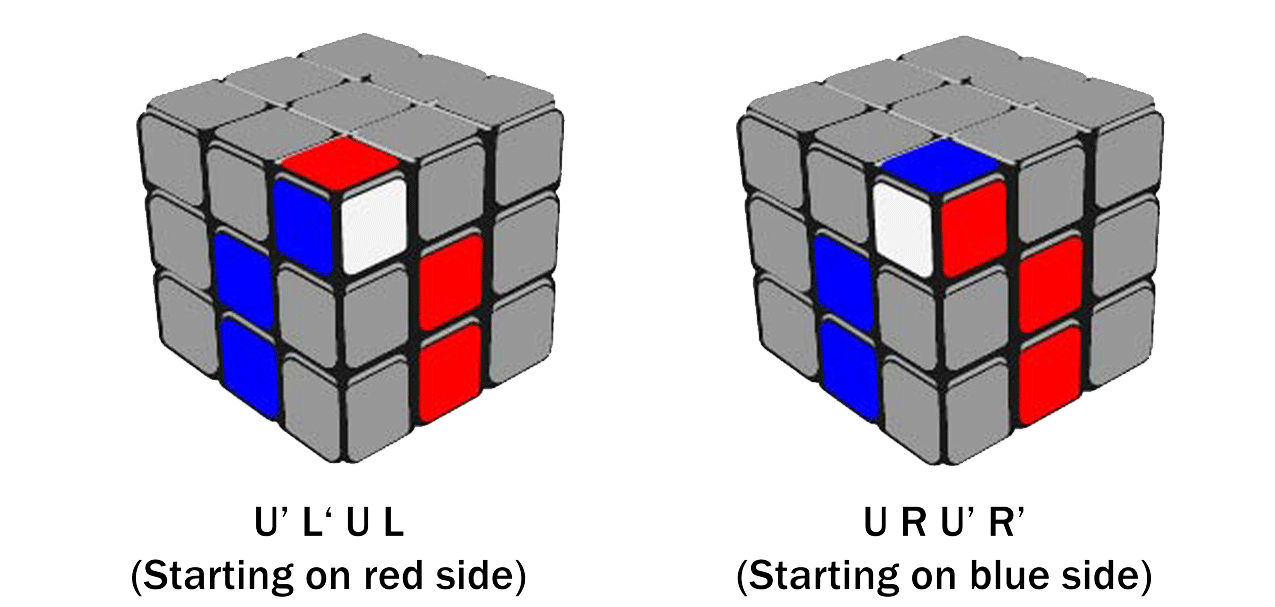 U’ L‘ U L
(Starting on red side)
U R U’ R’
(Starting on blue side)